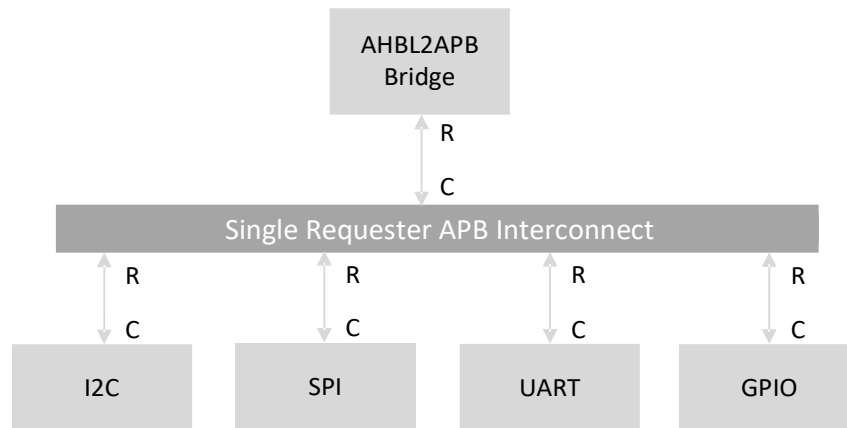 AHBL2APB
Bridge
R
C
Single Requester APB Interconnect
R R R R
C C C C
I2C SPI UART GPIO